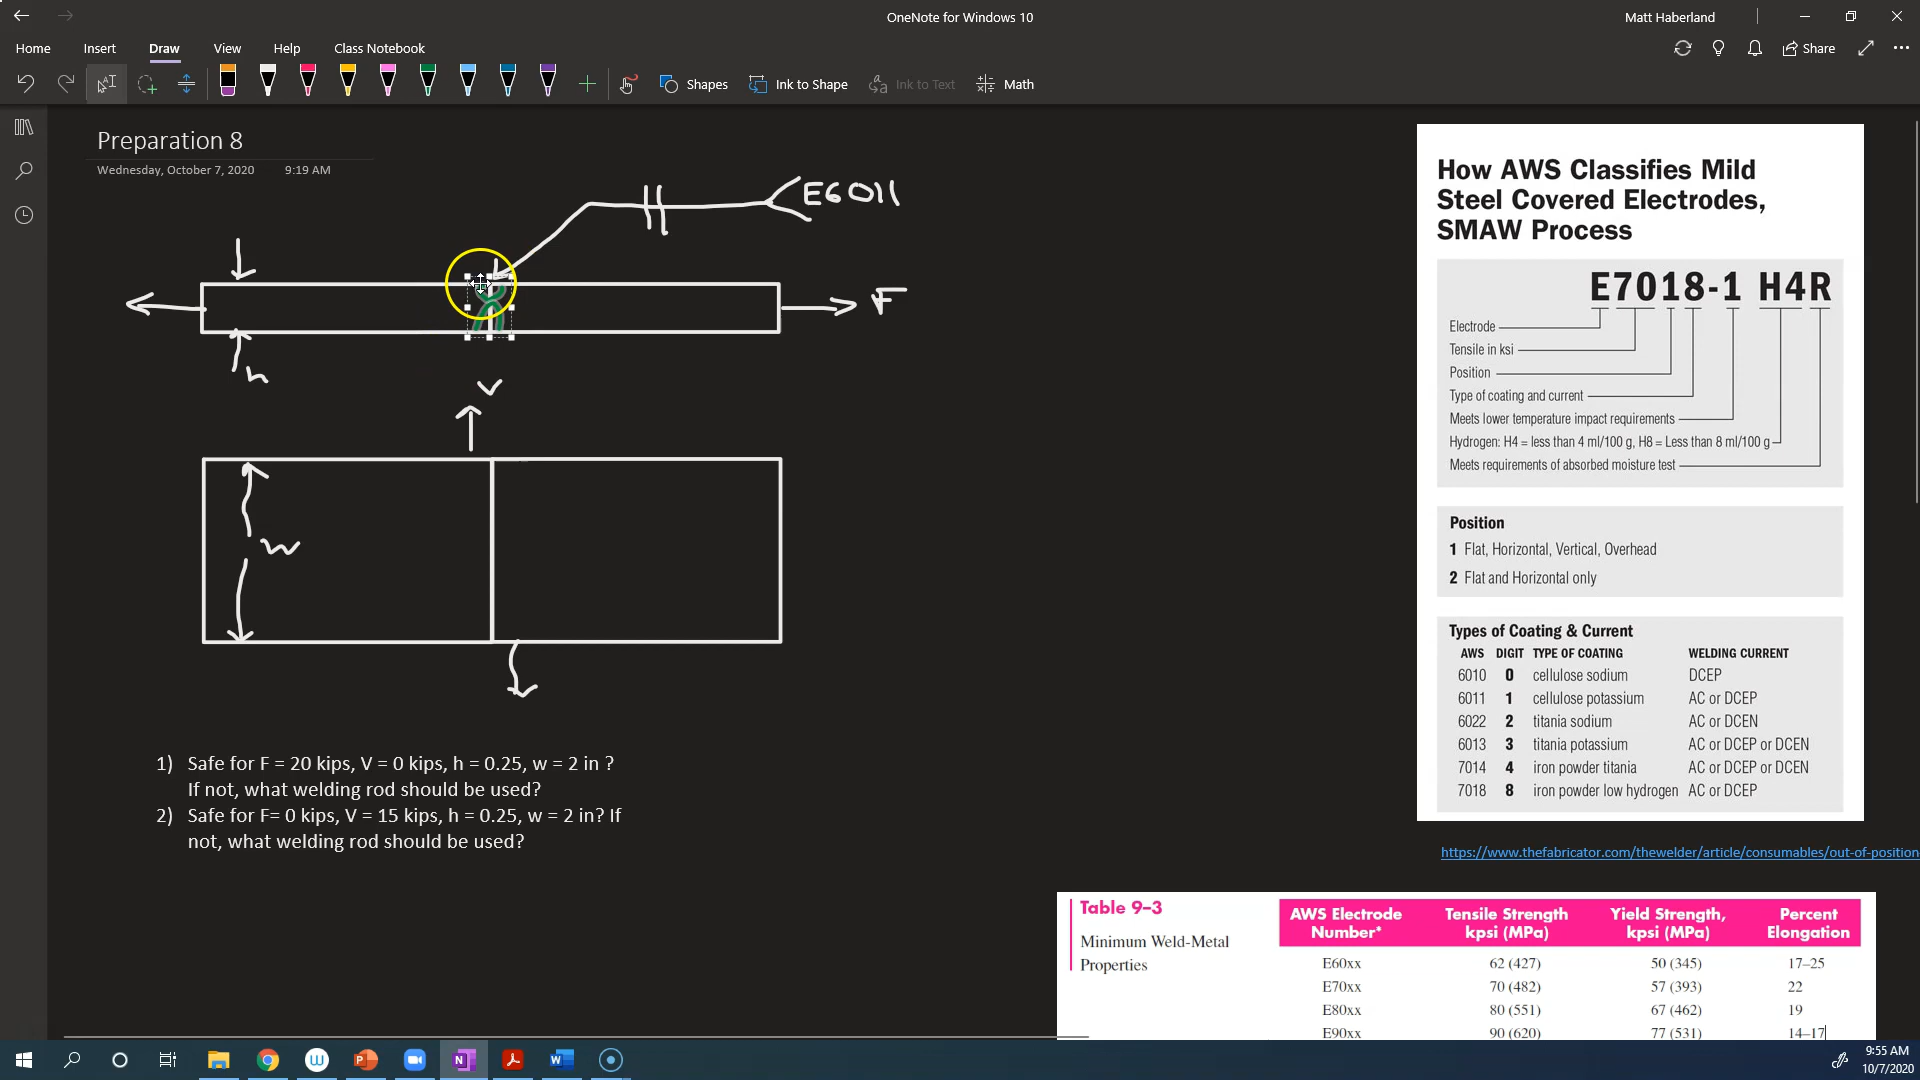 OneNote for Windows 10
Matt Haberland
Home Insert Draw View Help Class Notebook
Share
Shapes Ink to Shape Ink to Text Math
Preparation 8
Wednesday, October 7, 2020 9:19 AM
E6011
F
h
V
w
1) Safe for F = 20 kips, V = 0 kips, h = 0.25, w = 2 in ?
If not, what welding rod should be used?
2) Safe for F= 0 kips, V = 15 kips, h = 0.25, w = 2 in? If
not, what welding rod should be used?
How AWS Classifies Mild
Steel Covered Electrodes,
SMAW Process
E7018-1 H4R
Electrode
Tensile in ksi
Position
Type of coating and current
Meets lower temperature impact requirements
Hydrogen: H4 = less than 4 ml/100 g, H8 = Less than 8 ml/100 g
Meets requirements of absorbed moisture test
Position
1 Flat, Horizontal, Vertical, Overhead
2 Flat and Horizontal only
Types of Coating & Current
AWS DIGIT TYPE OF COATING WELDING CURRENT
6010 0 cellulose sodium DCEP
6011 1 cellulose potassium AC or DCEP
6022 2 titania sodium AC or DCEN
6013 3 titania potassium AC or DCEP or DCEN
7014 4 iron powder titania AC or DCEP or DCEN
7018 8 iron powder low hydrogen AC or DCEP
https://www.thefabricator.com/thewelder/article/consumables/out-of-position
Table 9–3
Minimum Weld-Metal
Properties
AWS Electrode Tensile Strength Yield Strength, Percent
Number* kpsi (MPa) kpsi (MPa) Elongation
E60xx 62 (427) 50 (345) 17–25
E70xx 70 (482) 57 (393) 22
E80xx 80 (551) 67 (462) 19
E90xx 90 (620) 77 (531) 14–17
9:55 AM
10/7/2020